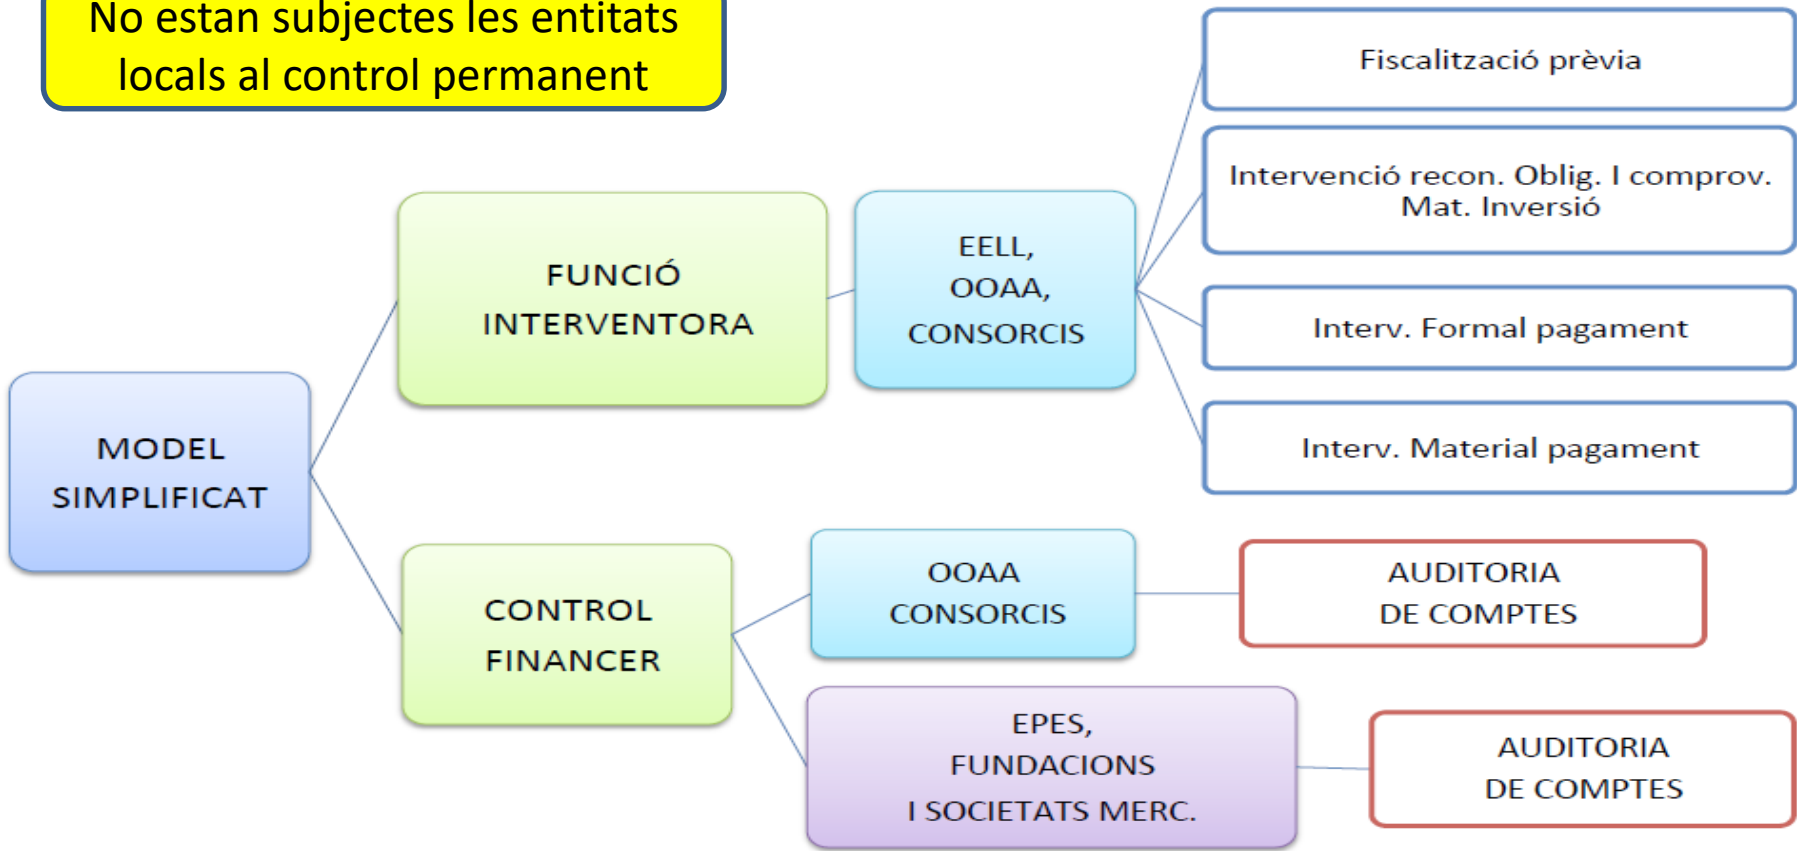 No estan subjectes les entitats
locals al control permanent
MODEL
SIMPLIFICAT
FUNCIÓ
INTERVENTORA
EELL,
OOAA,
CONSORCIS
Fiscalització prèvia
Intervenció recon. Oblig. I comprov.
Mat. Inversió
Interv. Formal pagament
Interv. Material pagament
CONTROL
FINANCER
OOAA
CONSORCIS
AUDITORIA
DE COMPTES
EPES,
FUNDACIONS
I SOCIETATS MERC.
AUDITORIA
DE COMPTES